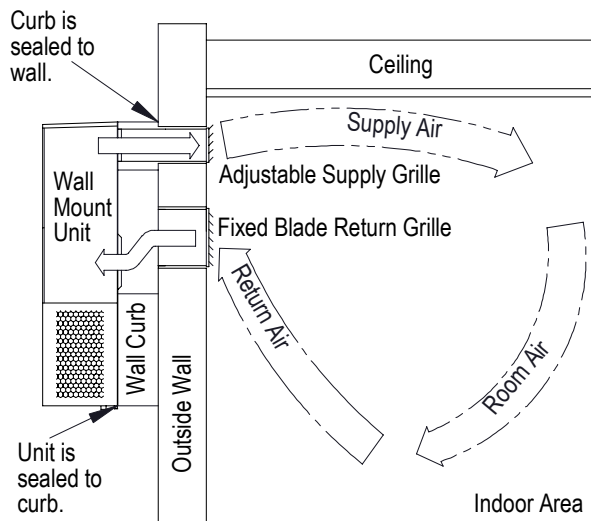 Curb is
sealed to
wall.
Ceiling
Supply Air
Adjustable Supply Grille
Wall
Mount
Unit
Fixed Blade Return Grille
Return Air
Room Air
Wall Curb
Outside Wall
Unit is
sealed to
curb.
Indoor Area